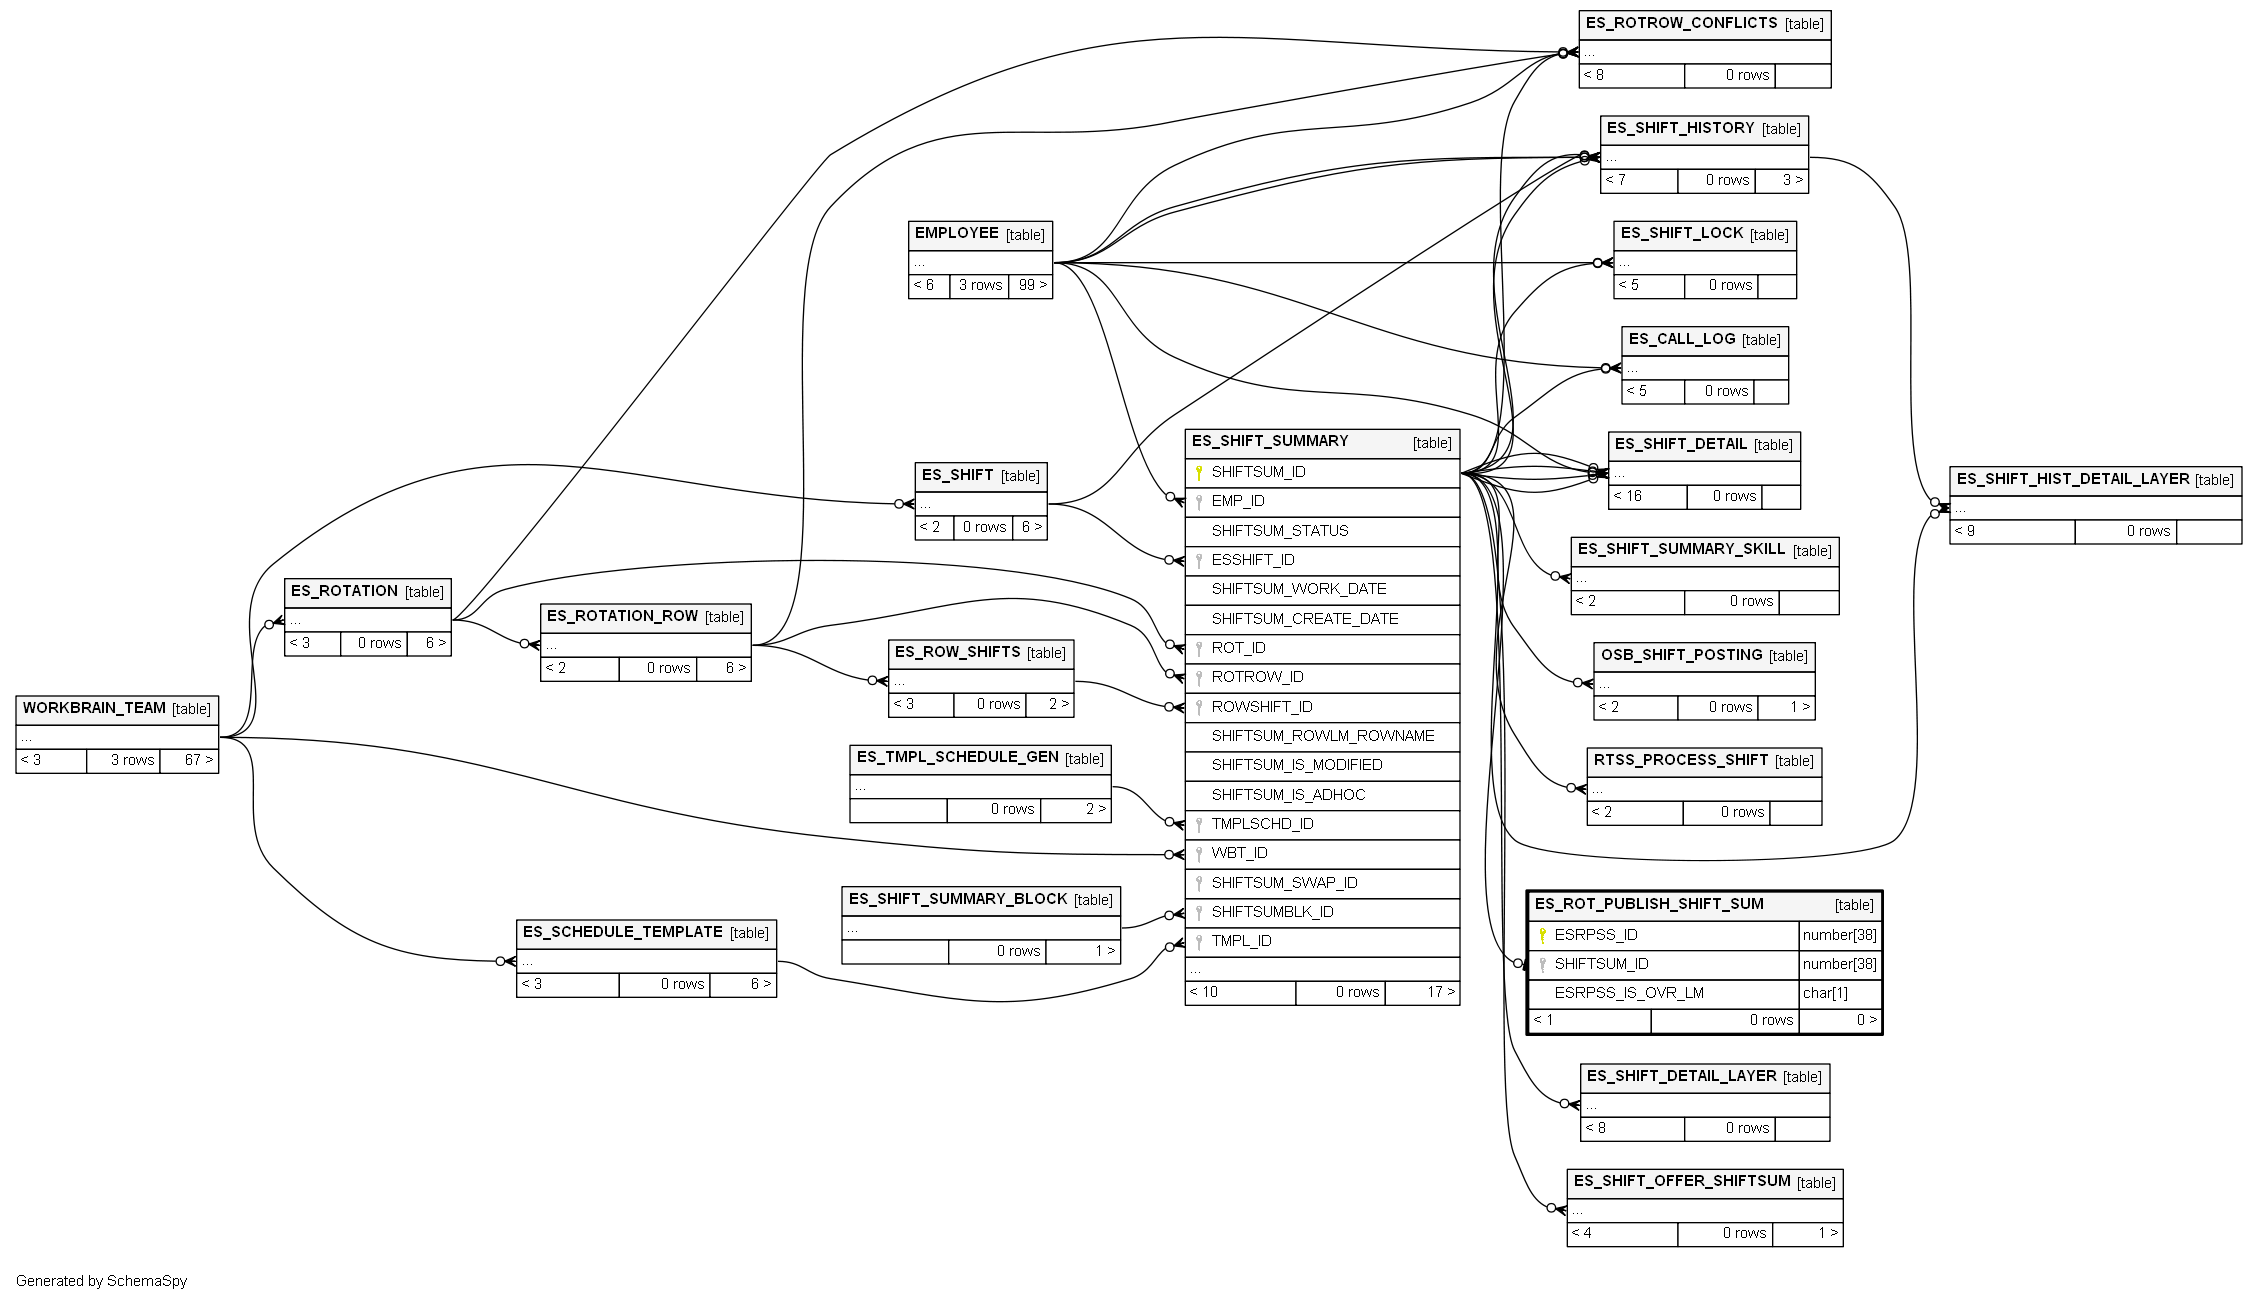 ES_ROTROW_CONFLICTS [table]
...
< 8 0 rows
ES_SHIFT_HISTORY [table]
...
< 7 0 rows 3 >
EMPLOYEE [table]
...
< 6 3 rows 99 >
ES_SHIFT_LOCK [table]
...
< 5 0 rows
ES_CALL_LOG [table]
...
< 5 0 rows
ES_SHIFT_SUMMARY [table]
SHIFTSUM_ID
EMP_ID
SHIFTSUM_STATUS
ESSHIFT_ID
SHIFTSUM_WORK_DATE
SHIFTSUM_CREATE_DATE
ROT_ID
ROTROW_ID
ROWSHIFT_ID
SHIFTSUM_ROWLM_ROWNAME
SHIFTSUM_IS_MODIFIED
SHIFTSUM_IS_ADHOC
TMPLSCHD_ID
WBT_ID
SHIFTSUM_SWAP_ID
SHIFTSUMBLK_ID
TMPL_ID
...
< 10 0 rows 17 >
ES_SHIFT_DETAIL [table]
...
< 16 0 rows
ES_SHIFT [table]
...
< 2 0 rows 6 >
ES_SHIFT_HIST_DETAIL_LAYER [table]
...
< 9 0 rows
ES_SHIFT_SUMMARY_SKILL [table]
...
< 2 0 rows
ES_ROTATION [table]
...
< 3 0 rows 6 >
ES_ROTATION_ROW [table]
...
< 2 0 rows 6 >
ES_ROW_SHIFTS [table]
...
< 3 0 rows 2 >
OSB_SHIFT_POSTING [table]
...
< 2 0 rows 1 >
WORKBRAIN_TEAM [table]
...
< 3 3 rows 67 >
ES_TMPL_SCHEDULE_GEN [table]
...
0 rows 2 >
RTSS_PROCESS_SHIFT [table]
...
< 2 0 rows
ES_SHIFT_SUMMARY_BLOCK [table]
...
0 rows 1 >
ES_ROT_PUBLISH_SHIFT_SUM [table]
ESRPSS_ID number[38]
SHIFTSUM_ID number[38]
ESRPSS_IS_OVR_LM char[1]
< 1 0 rows 0 >
ES_SCHEDULE_TEMPLATE [table]
...
< 3 0 rows 6 >
ES_SHIFT_DETAIL_LAYER [table]
...
< 8 0 rows
ES_SHIFT_OFFER_SHIFTSUM [table]
...
< 4 0 rows 1 >
Generated by SchemaSpy